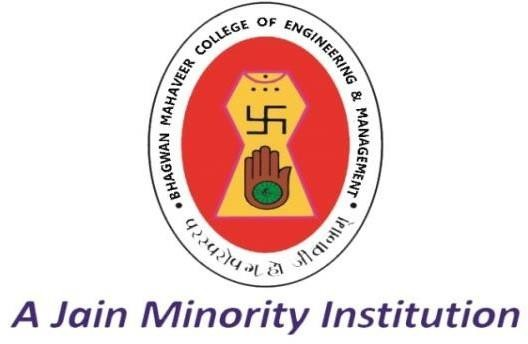 • BHAGWAN MAHAVEER COLLEGE OF ENGINEERING & MANAGEMENT •
A Jain Minority Institution